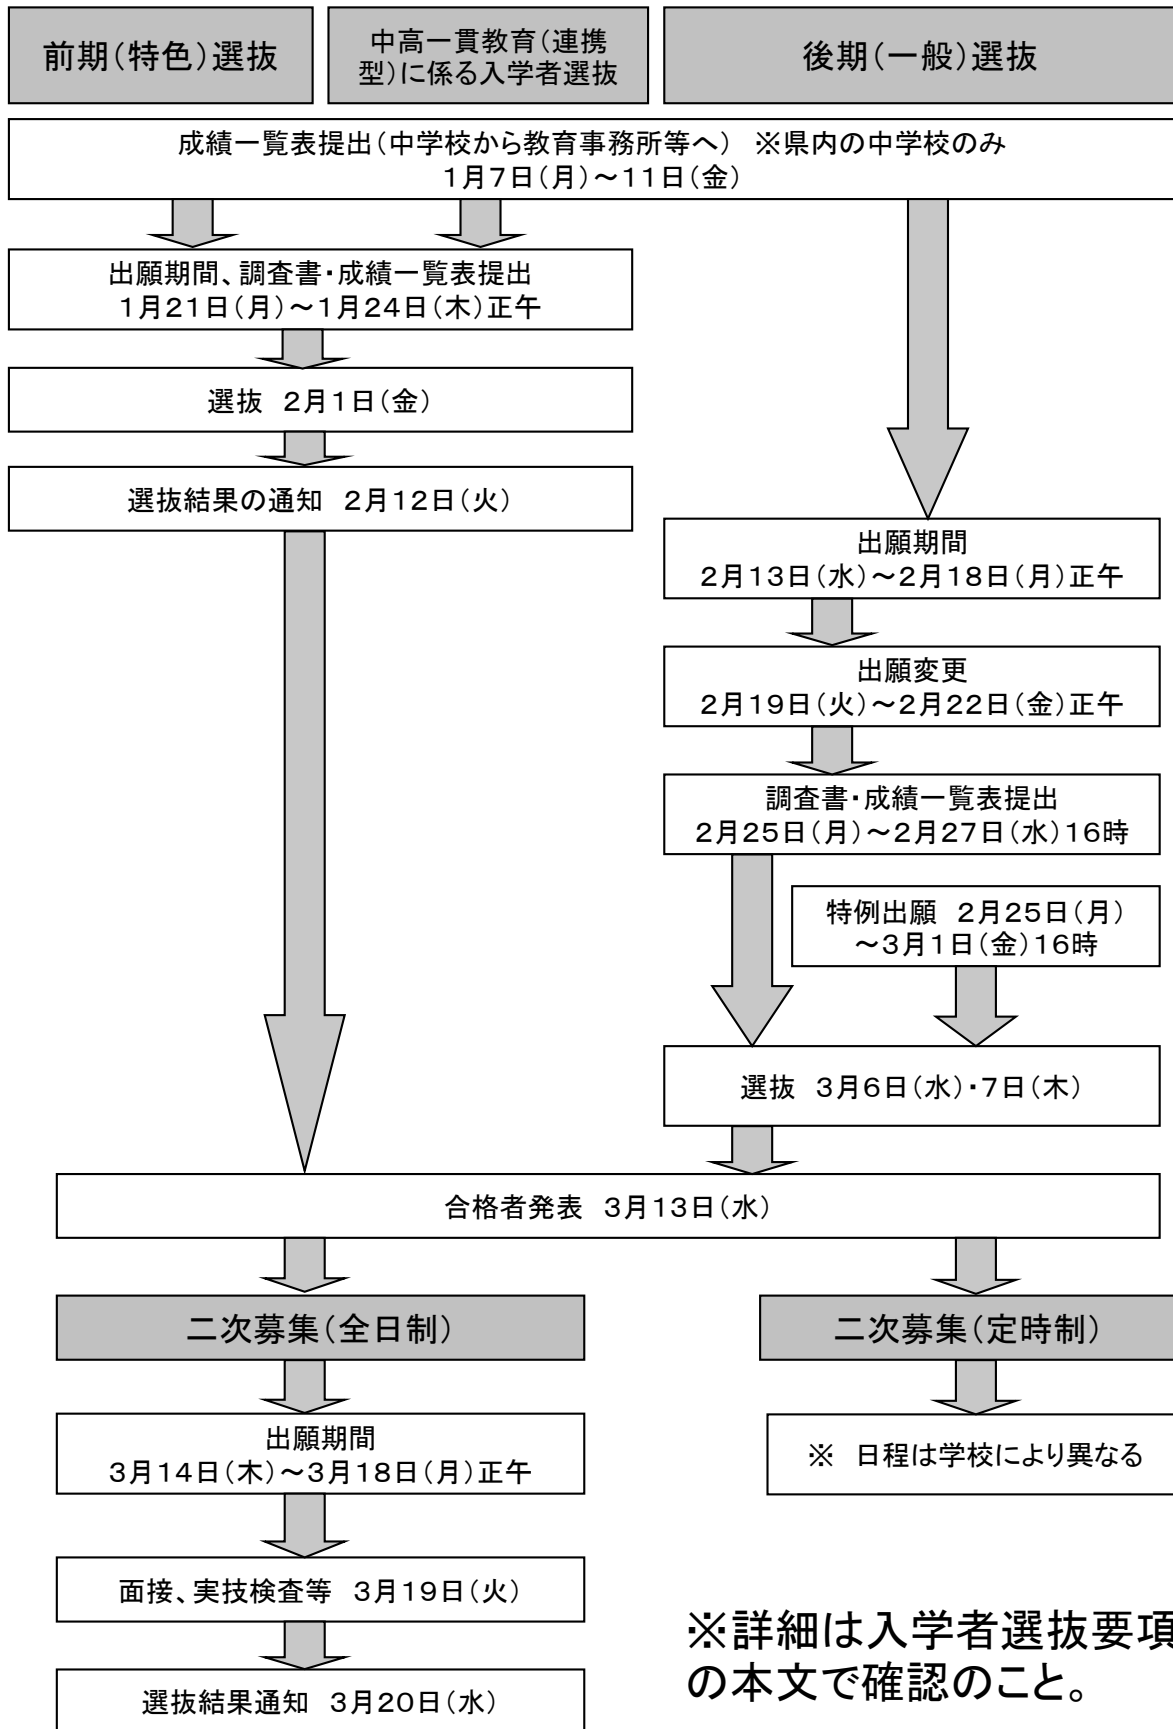 前期(特色)選抜
中高一貫教育(連携
型)に係る入学者選抜
後期(一般)選抜
成績一覧表提出(中学校から教育事務所等へ) ※県内の中学校のみ
1月7日(月)~11日(金)
出願期間、調査書・成績一覧表提出
1月21日(月)~1月24日(木)正午
選抜 2月1日(金)
選抜結果の通知 2月12日(火)
出願期間
2月13日(水)~2月18日(月)正午
出願変更
2月19日(火)~2月22日(金)正午
調査書・成績一覧表提出
2月25日(月)~2月27日(水)16時
特例出願 2月25日(月)
~3月1日(金)16時
選抜 3月6日(水)・7日(木)
合格者発表 3月13日(水)
二次募集(全日制)
二次募集(定時制)
出願期間
3月14日(木)~3月18日(月)正午
※ 日程は学校により異なる
面接、実技検査等 3月19日(火)
選抜結果通知 3月20日(水)
※詳細は入学者選抜要項
の本文で確認のこと。